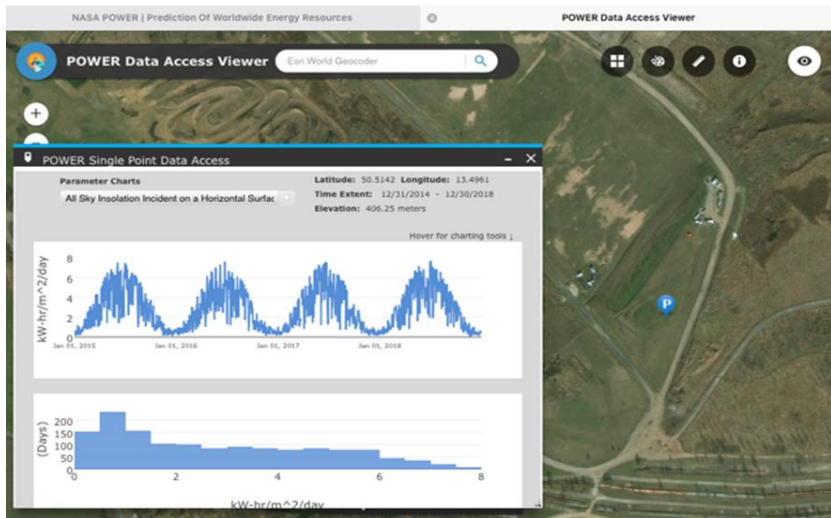 NASA POWER | Prediction Of Worldwide Energy Resources
POWER Data Access Viewer
POWER Data Access Viewer
Esri World Geocoder
+
POWER Single Point Data Access
Parameter Charts
All Sky Insolation Incident on a Horizontal Surfac
Latitude: 50.5142 Longitude: 13.4961
Time Extent: 12/31/2014 - 12/30/2018
Elevation: 406.25 meters
Hover for charting tools ↓
kW-hr/m^2/day
8
6
4
2
0
Jan 01, 2015 Jan 01, 2016 Jan 01, 2017 Jan 01, 2018
P
(Days)
200
150
100
50
0
0 2 4 6 8
kW-hr/m^2/day